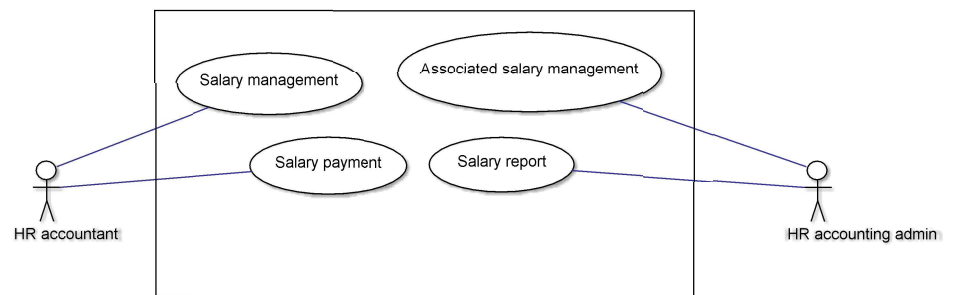 Salary management
Associated salary management
Salary payment
Salary report
HR accountant
HR accounting admin